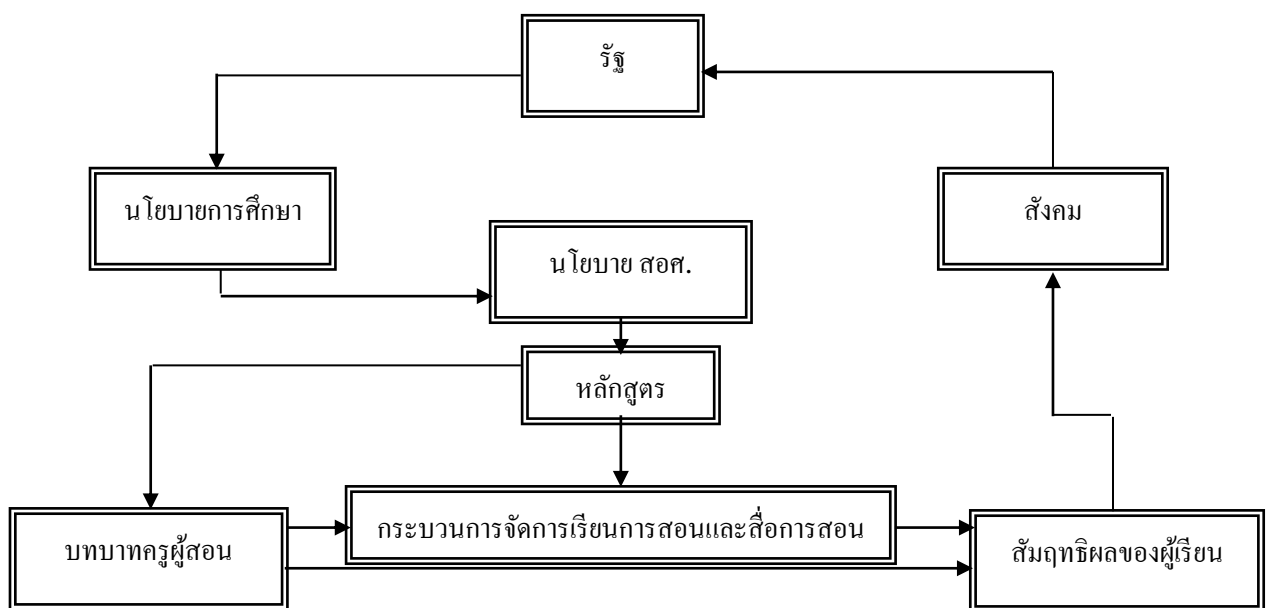 รัฐ
นโยบายการศึกษา
สังคม
นโยบาย สอศ.
หลักสูตร
กระบวนการจัดการเรียนการสอนและสื่อการสอน
บทบาทครูผู้สอน
สัมฤทธิผลของผู้เรียน